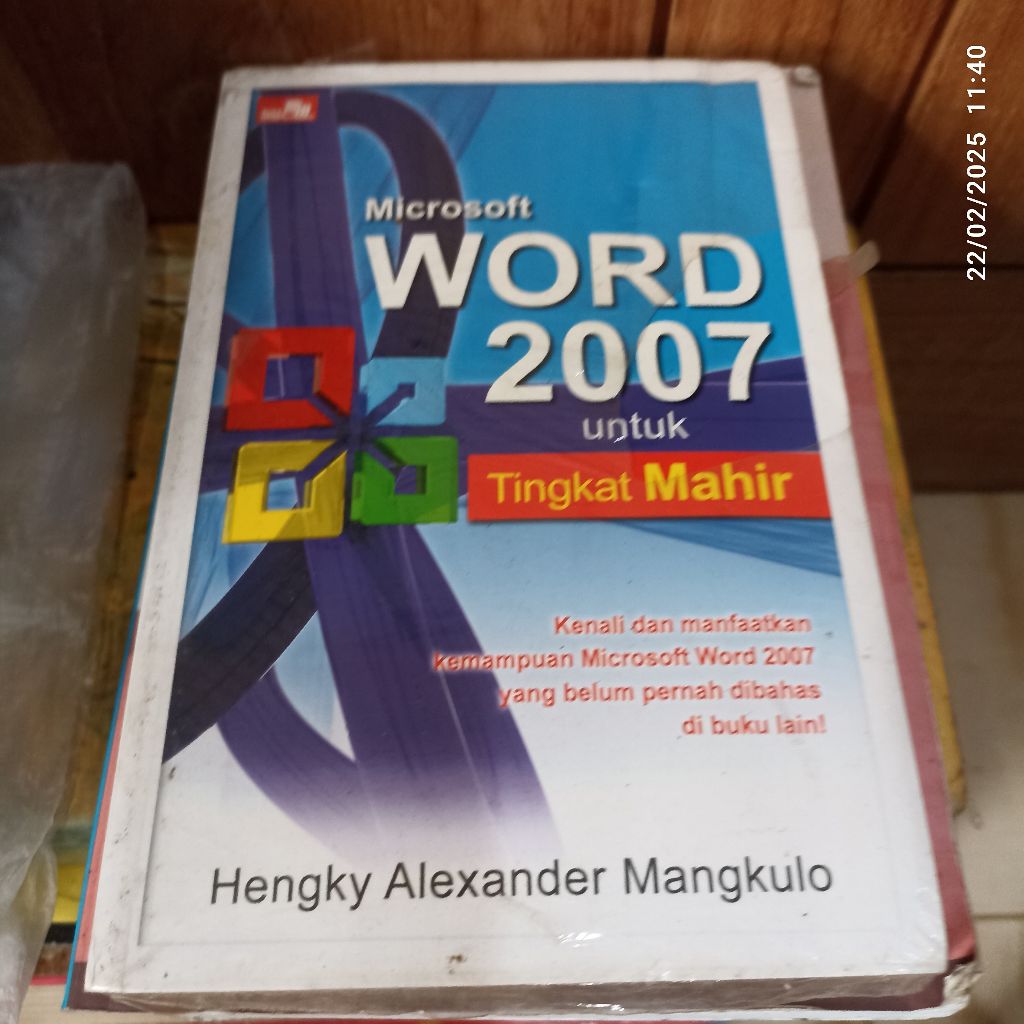 Microsoft
WORD
2007
untuk
Tingkat Mahir
Kenali dan manfaatkan
kemampuan Microsoft Word 2007
yang belum pernah dibahas
di buku lain!
Hengky Alexander Mangkulo
22/02/2025 11:40